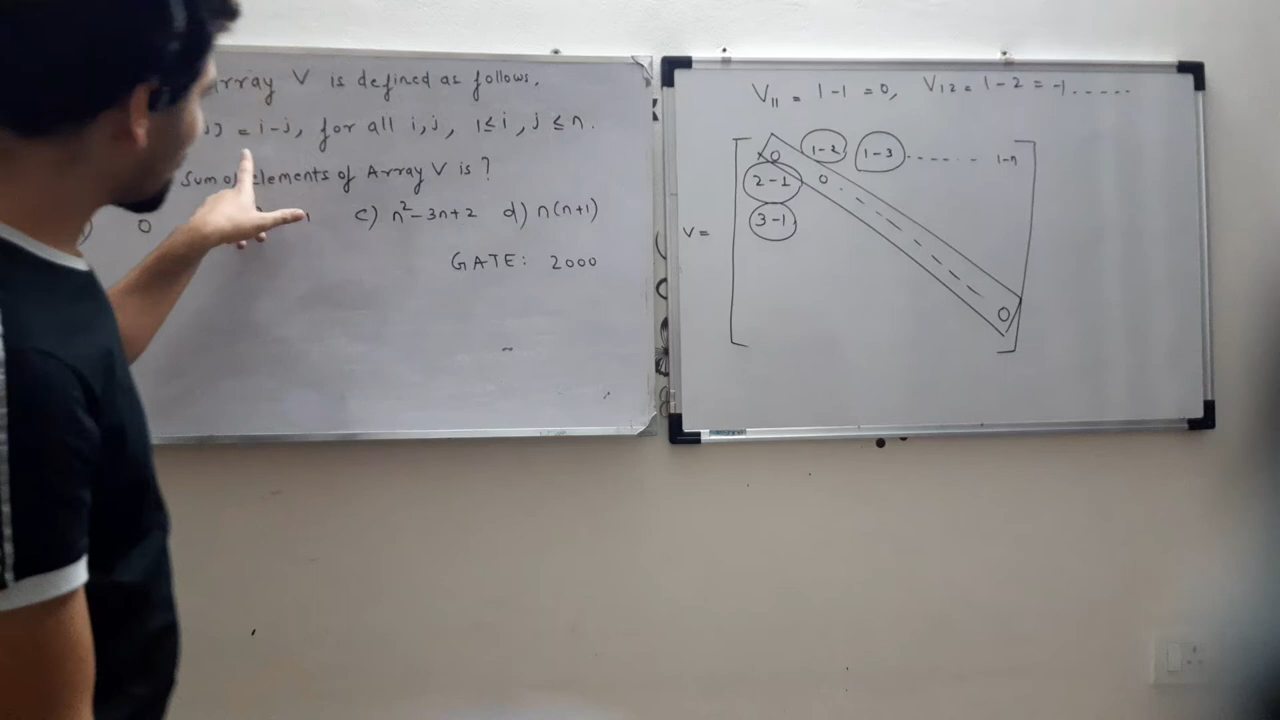 rray V is defined as follows.
j] = i-j, for all i,j, 1≤i, j≤n.
Sum of Elements of Array V is?
) 0 c) n²-3n+2 d) n(n+1)
GATE: 2000
V₁₁ = 1-1=0, V₁₂ = 1-2 = -1.....
0 1-2 1-3 ....... 1-n
2-1 0
3-1
V =
0